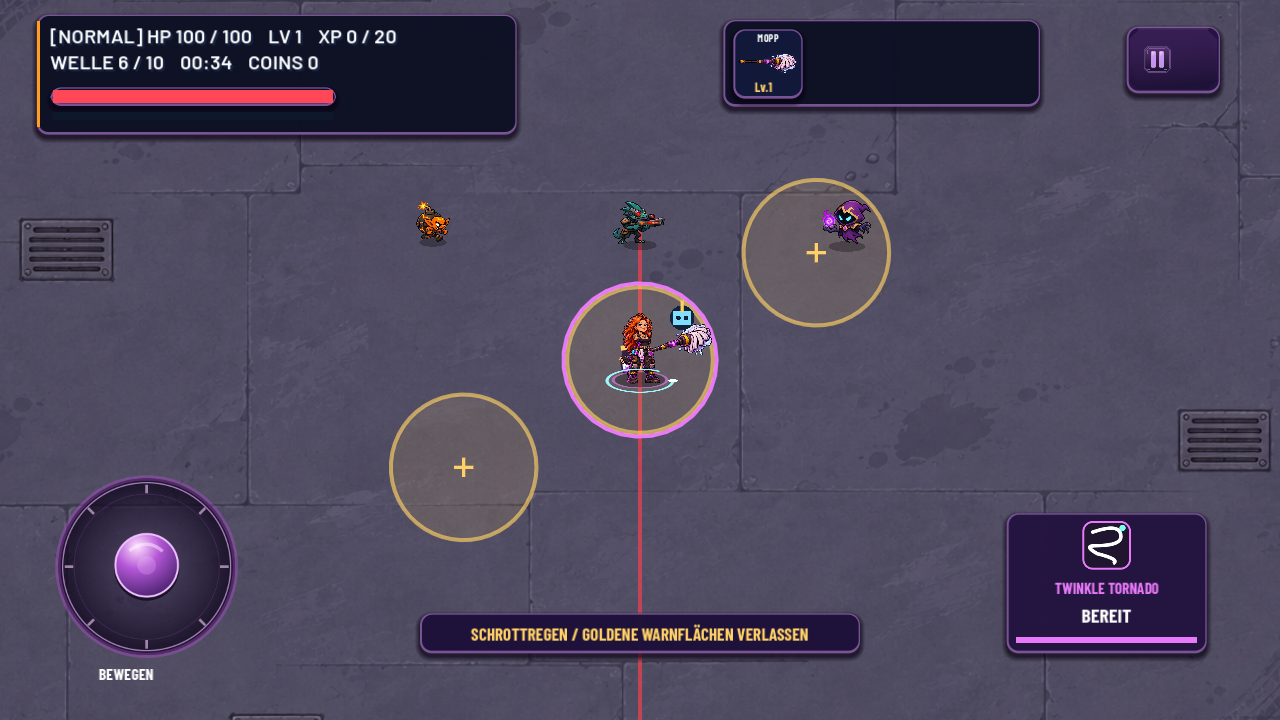 [NORMAL] HP 100 / 100 LV 1 XP 0 / 20
WELLE 6 / 10 00:34 COINS 0
MOPP
Lv.1
SCHROTTREGEN / GOLDENE WARNFLÄCHEN VERLASSEN
TWINKLE TORNADO
BEREIT
BEWEGEN